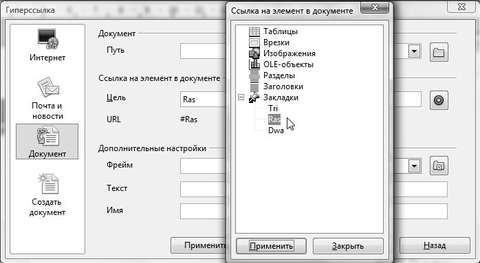 Гиперссылка
Интернет
Почта и
новости
Документ
Создать
документ
Документ
Путь
Ссылка на элемент в документе
Цель
Ras
URL
#Ras
Дополнительные настройки
Фрейм
Текст
Имя
Применить
Назад
Ссылка на элемент в документе
Таблицы
Врезки
Изображения
OLE-объекты
Разделы
Заголовки
Закладки
Tri
Ras
Dwa
Применить
Закрыть